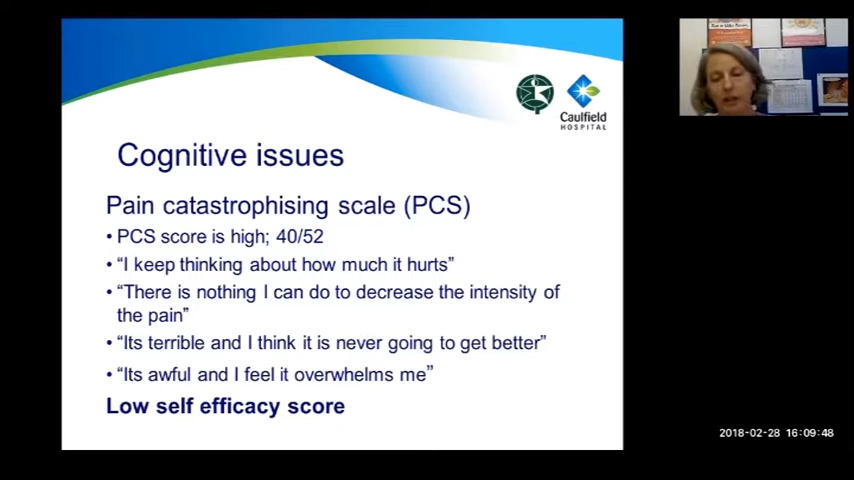 Caulfield
HOSPITAL
Cognitive issues
Pain catastrophising scale (PCS)
• PCS score is high; 40/52
• “I keep thinking about how much it hurts”
• “There is nothing I can do to decrease the intensity of
the pain”
• “Its terrible and I think it is never going to get better”
• “Its awful and I feel it overwhelms me”
Low self efficacy score
2018-02-28 16:09:48